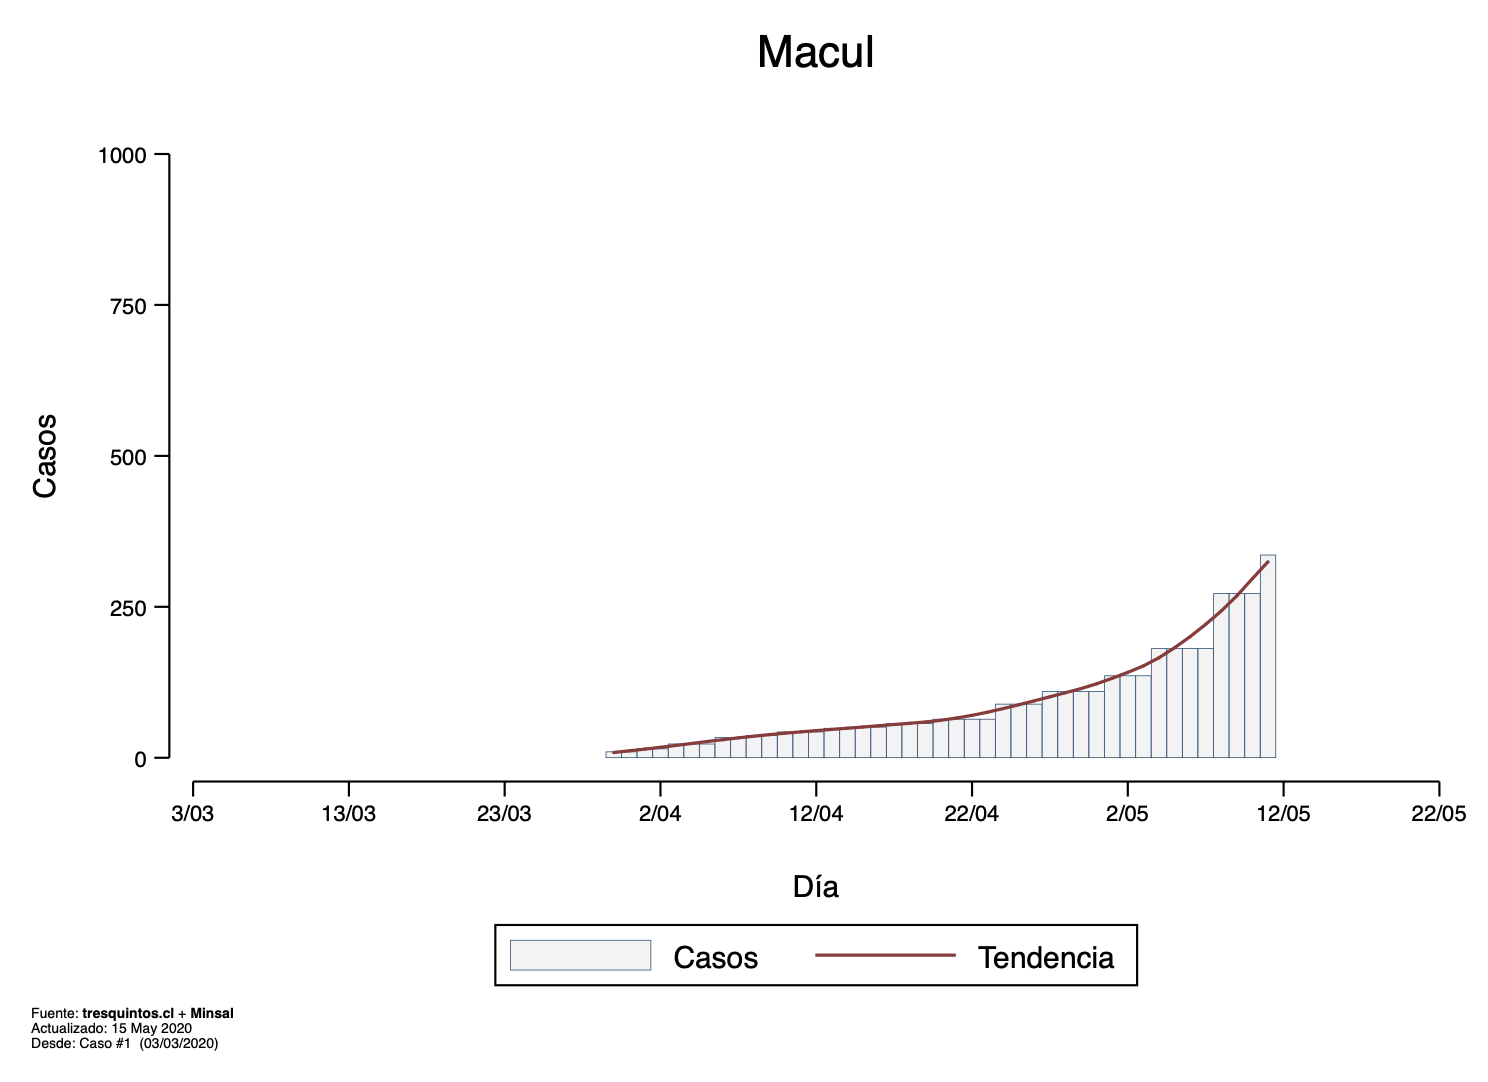 Macul
1000
750
500
250
0
Casos
3/03 13/03 23/03 2/04 12/04 22/04 2/05 12/05 22/05
Día
Casos Tendencia
Fuente: tresquintos.cl + Minsal
Actualizado: 15 May 2020
Desde: Caso #1 (03/03/2020)